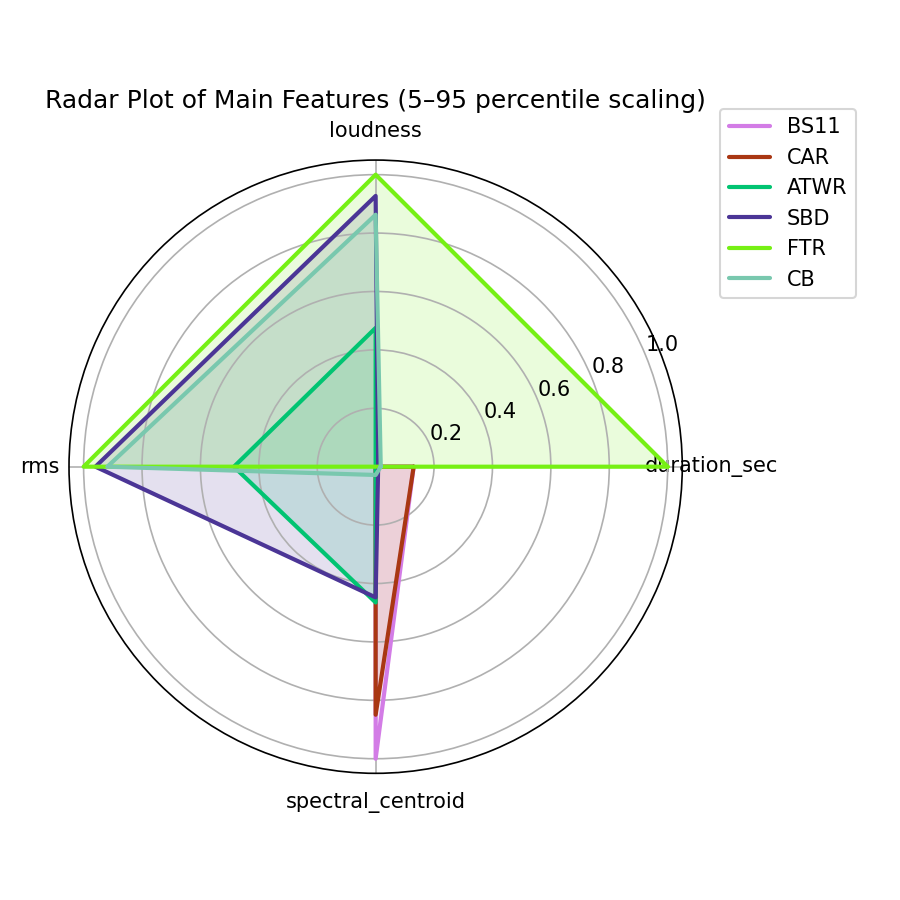 Radar Plot of Main Features (5–95 percentile scaling)
loudness
BS11
CAR
ATWR
SBD
FTR
CB
1.0
0.8
0.6
0.4
0.2
rms
duration_sec
spectral_centroid